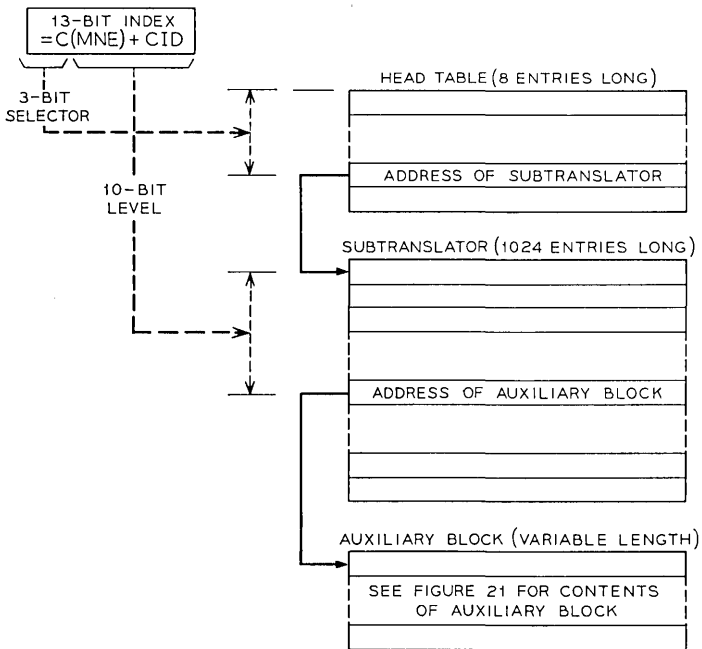 13-BIT INDEX
=C(MNE)+ CID
3-BIT
SELECTOR
10-BIT
LEVEL
HEAD TABLE (8 ENTRIES LONG)
ADDRESS OF SUBTRANSLATOR
SUBTRANSLATOR (1024 ENTRIES LONG)
ADDRESS OF AUXILIARY BLOCK
AUXILIARY BLOCK (VARIABLE LENGTH)
SEE FIGURE 21 FOR CONTENTS
OF AUXILIARY BLOCK